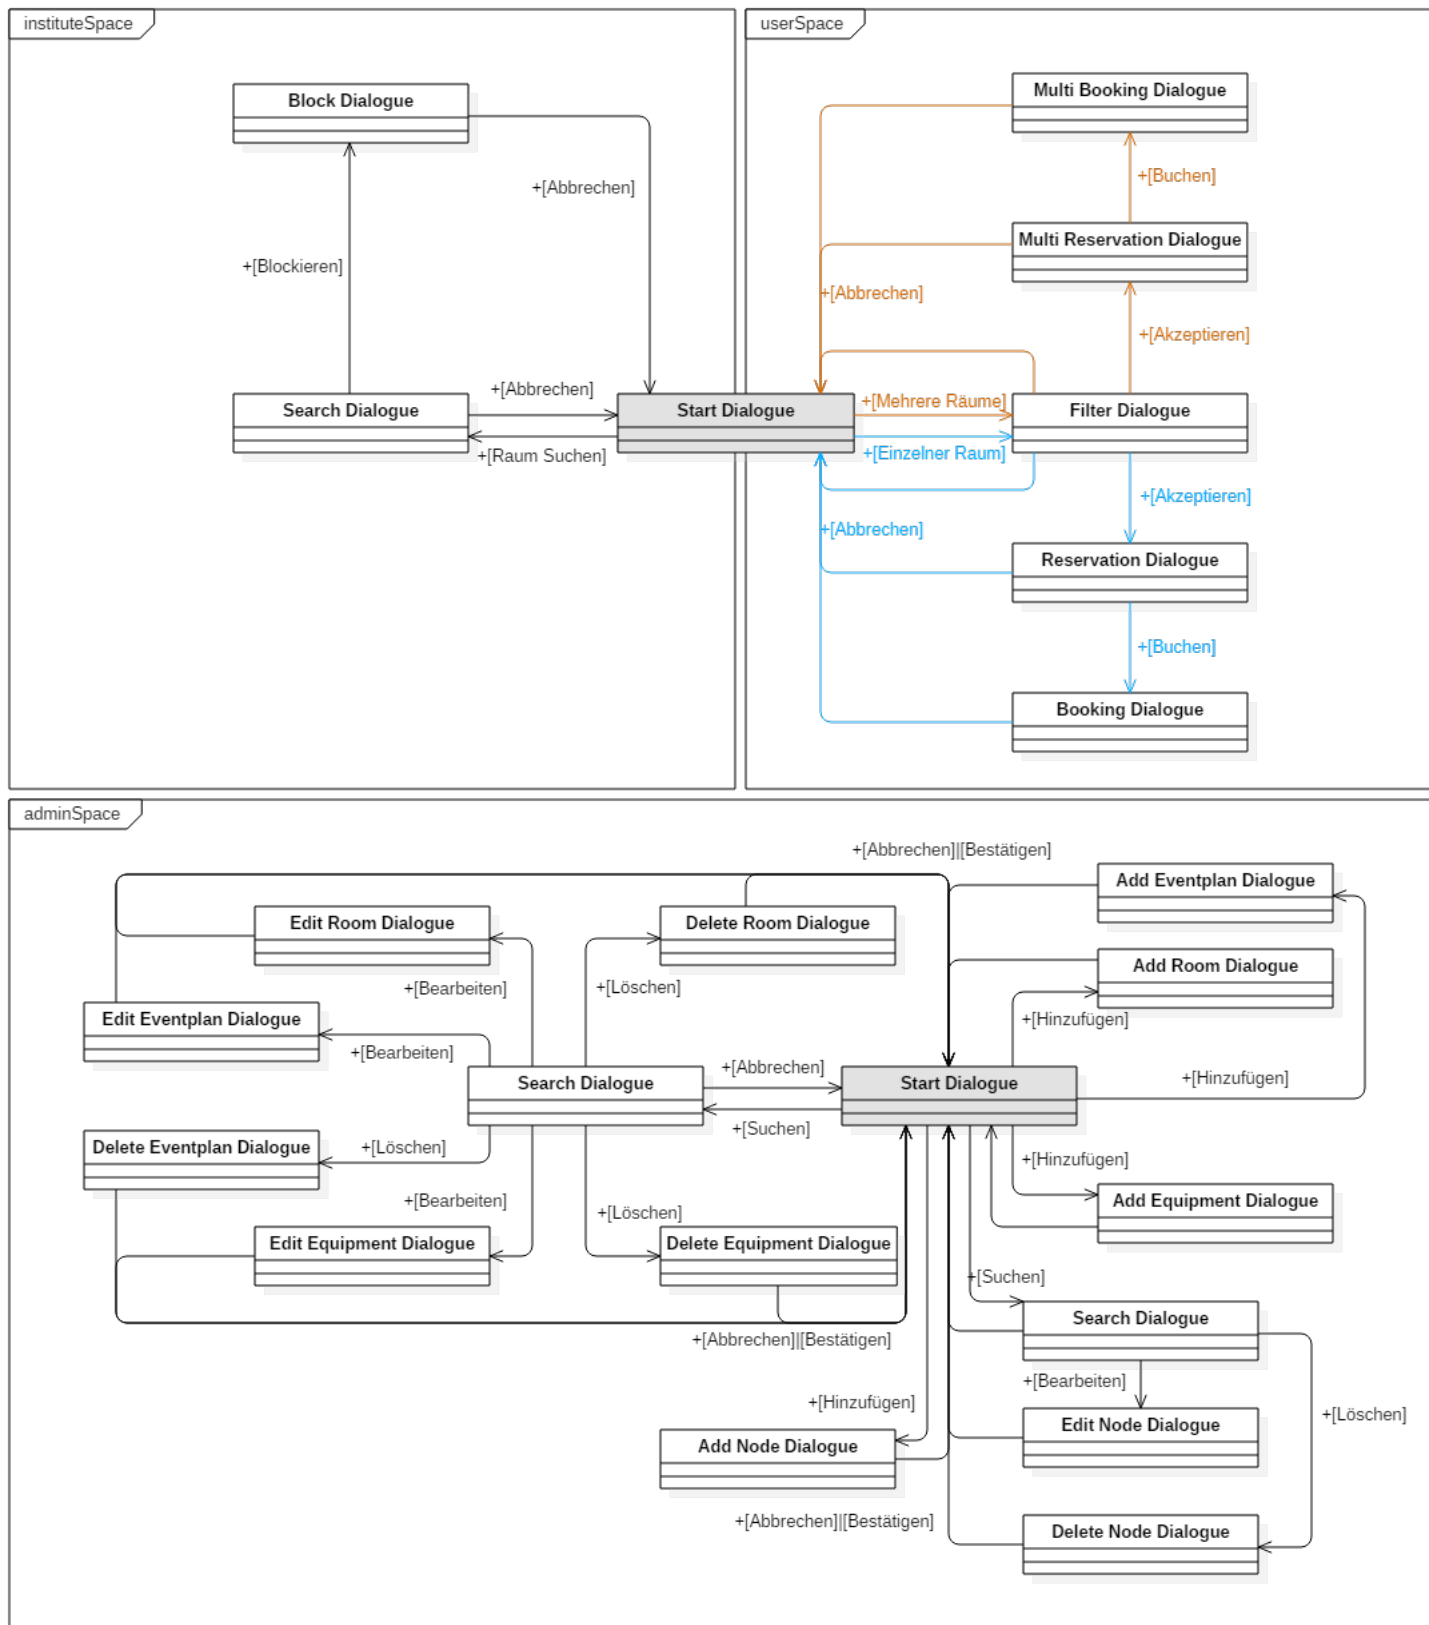 instituteSpace
Block Dialogue
+[Abbrechen]
+[Blockieren]
Search Dialogue
+[Abbrechen]
+[Raum Suchen]
Start Dialogue
userSpace
Multi Booking Dialogue
+[Buchen]
Multi Reservation Dialogue
+[Abbrechen]
+[Akzeptieren]
+[Mehrere Räume]
Filter Dialogue
+[Einzelner Raum]
+[Akzeptieren]
+[Abbrechen]
Reservation Dialogue
+[Buchen]
Booking Dialogue
adminSpace
+[Abbrechen]|[Bestätigen]
Add Eventplan Dialogue
Edit Room Dialogue
Delete Room Dialogue
Add Room Dialogue
+[Bearbeiten]
+[Löschen]
Edit Eventplan Dialogue
+[Hinzufügen]
+[Bearbeiten]
+[Abbrechen]
Search Dialogue
Start Dialogue
+[Hinzufügen]
+[Suchen]
Delete Eventplan Dialogue
+[Löschen]
+[Hinzufügen]
+[Bearbeiten]
Add Equipment Dialogue
+[Löschen]
Edit Equipment Dialogue
Delete Equipment Dialogue
+[Suchen]
Search Dialogue
+[Abbrechen]|[Bestätigen]
+[Bearbeiten]
+[Hinzufügen]
+[Löschen]
Edit Node Dialogue
Add Node Dialogue
+[Abbrechen]|[Bestätigen]
Delete Node Dialogue